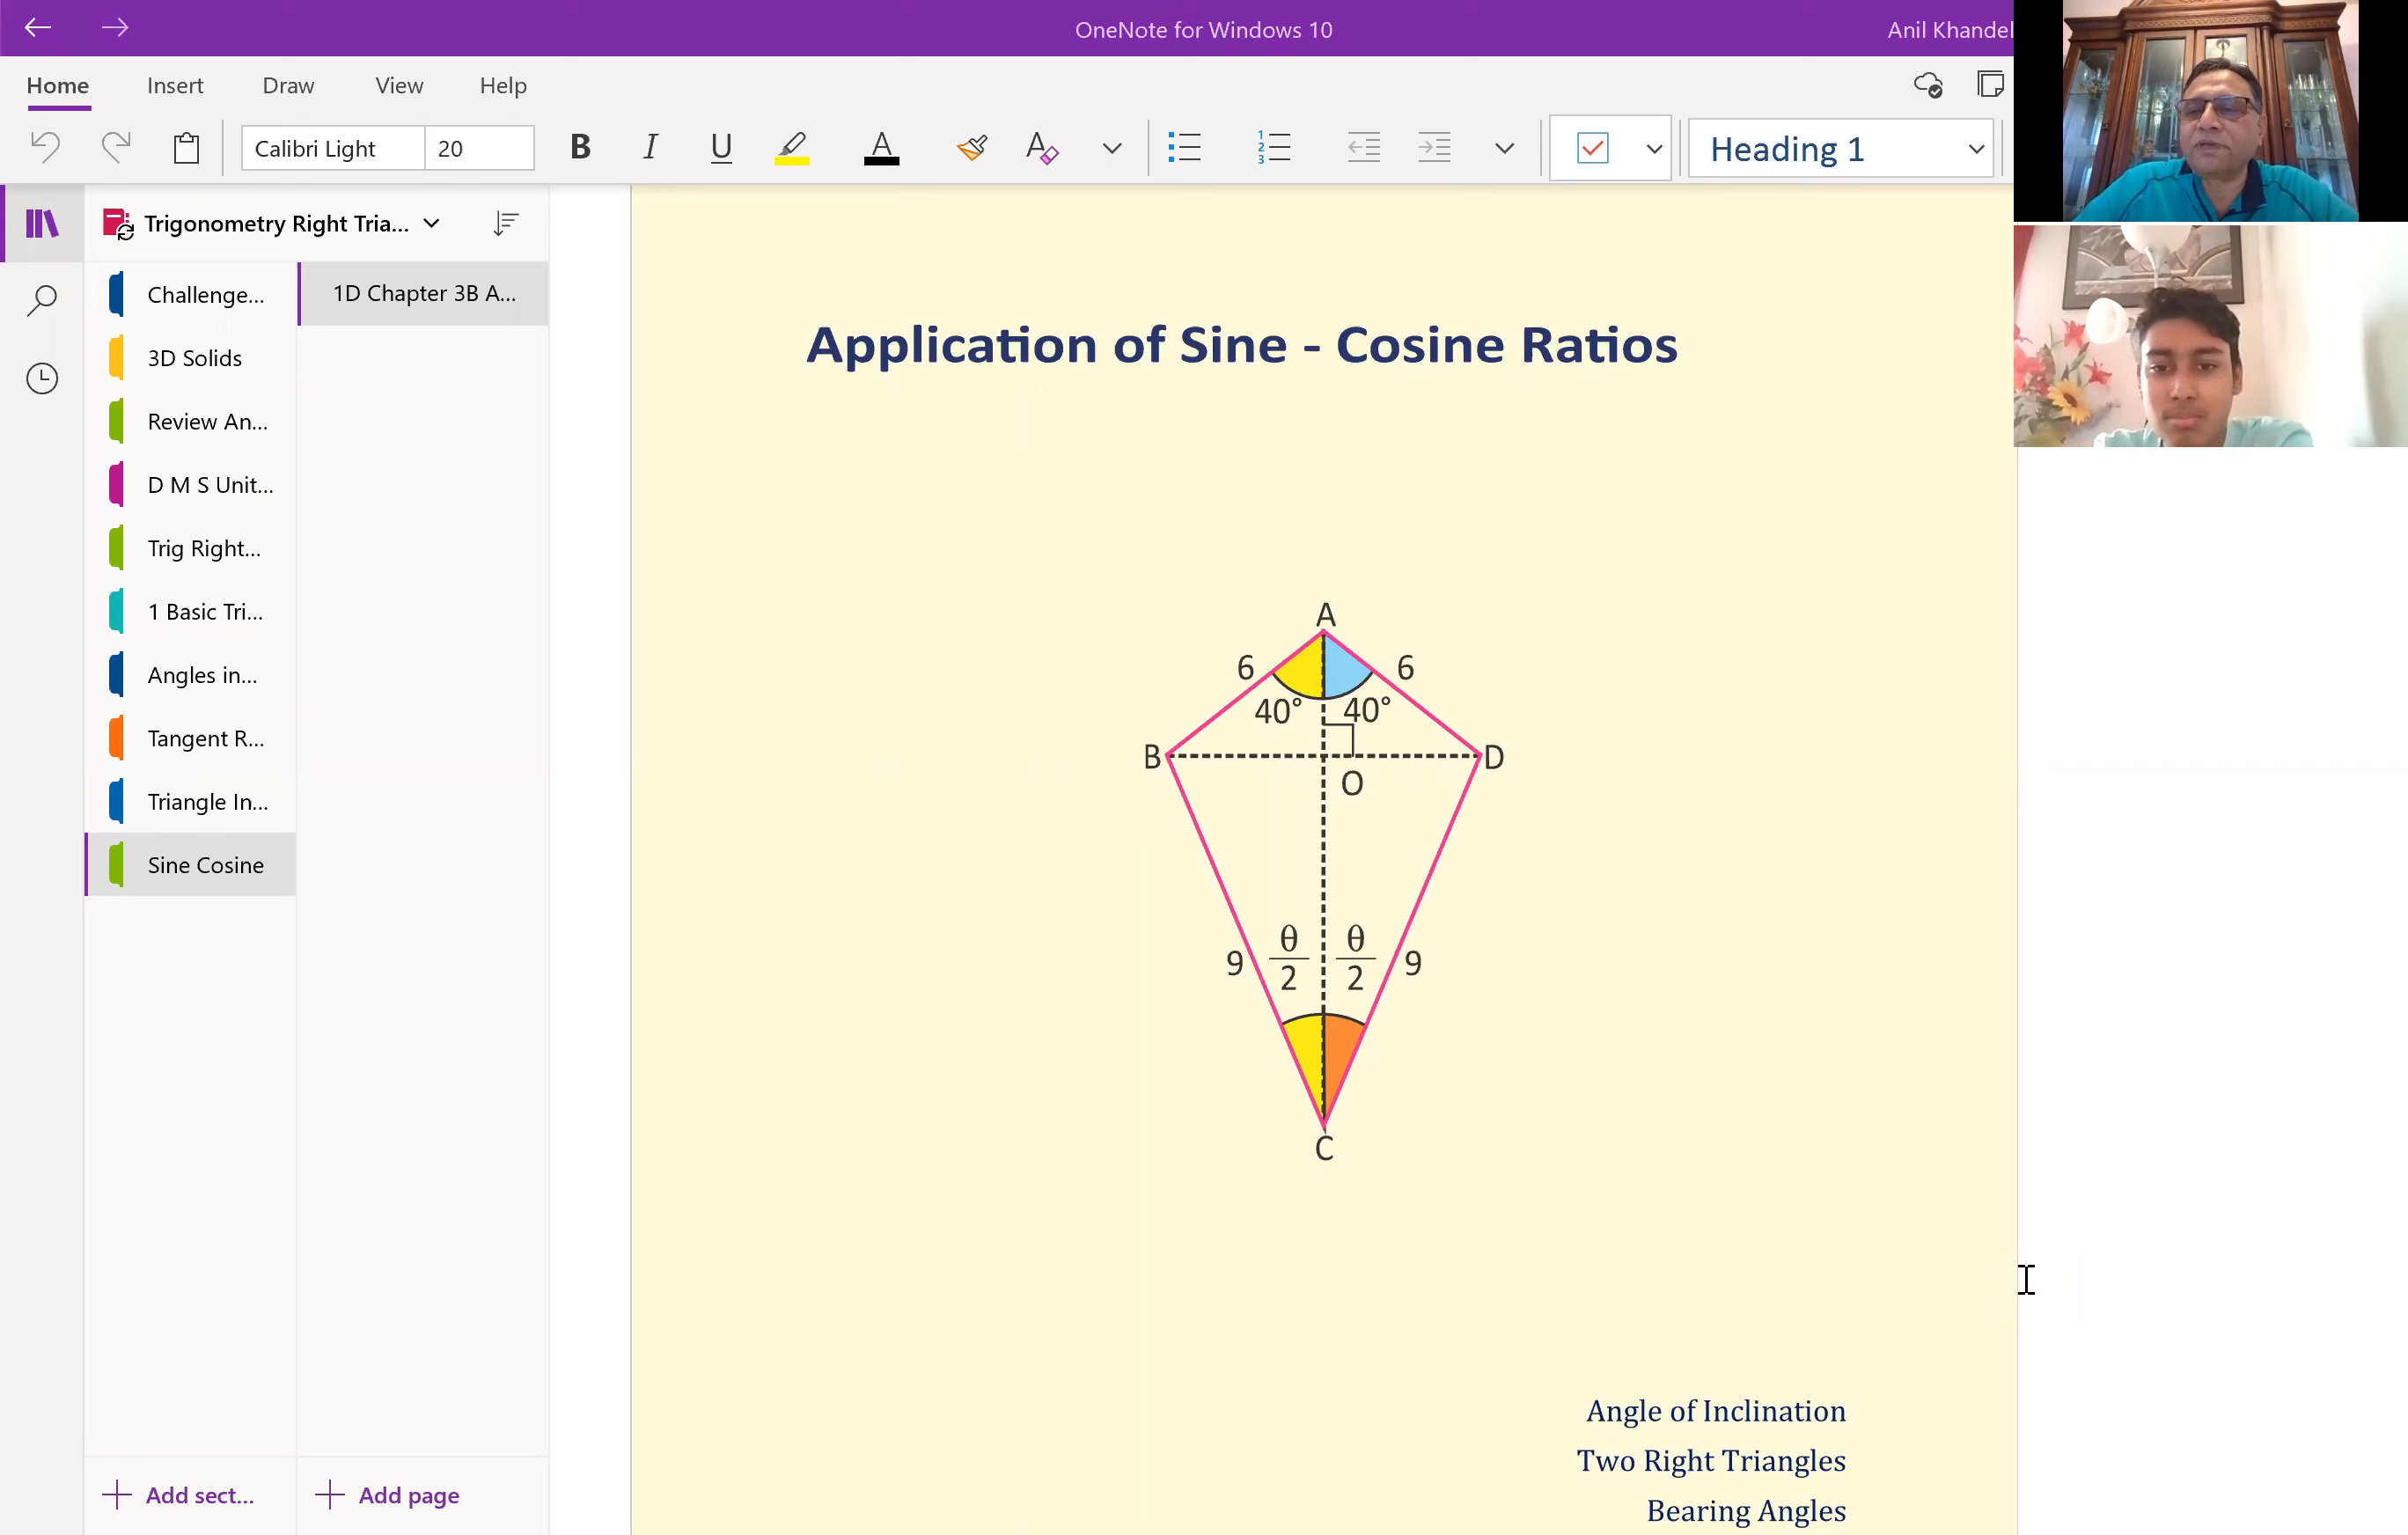 OneNote for Windows 10
Anil Khandel
Home Insert Draw View Help
Calibri Light 20 B I U A A Heading 1
Trigonometry Right Tria...
Challenge...
3D Solids
Review An...
D M S Unit...
Trig Right...
1 Basic Tri...
Angles in...
Tangent R...
Triangle In...
Sine Cosine
1D Chapter 3B A...
Add sect...
Add page
Application of Sine - Cosine Ratios
A
6 6
40° 40°
B D
O
θ θ
9 2 2 9
C
Angle of Inclination
Two Right Triangles
Bearing Angles